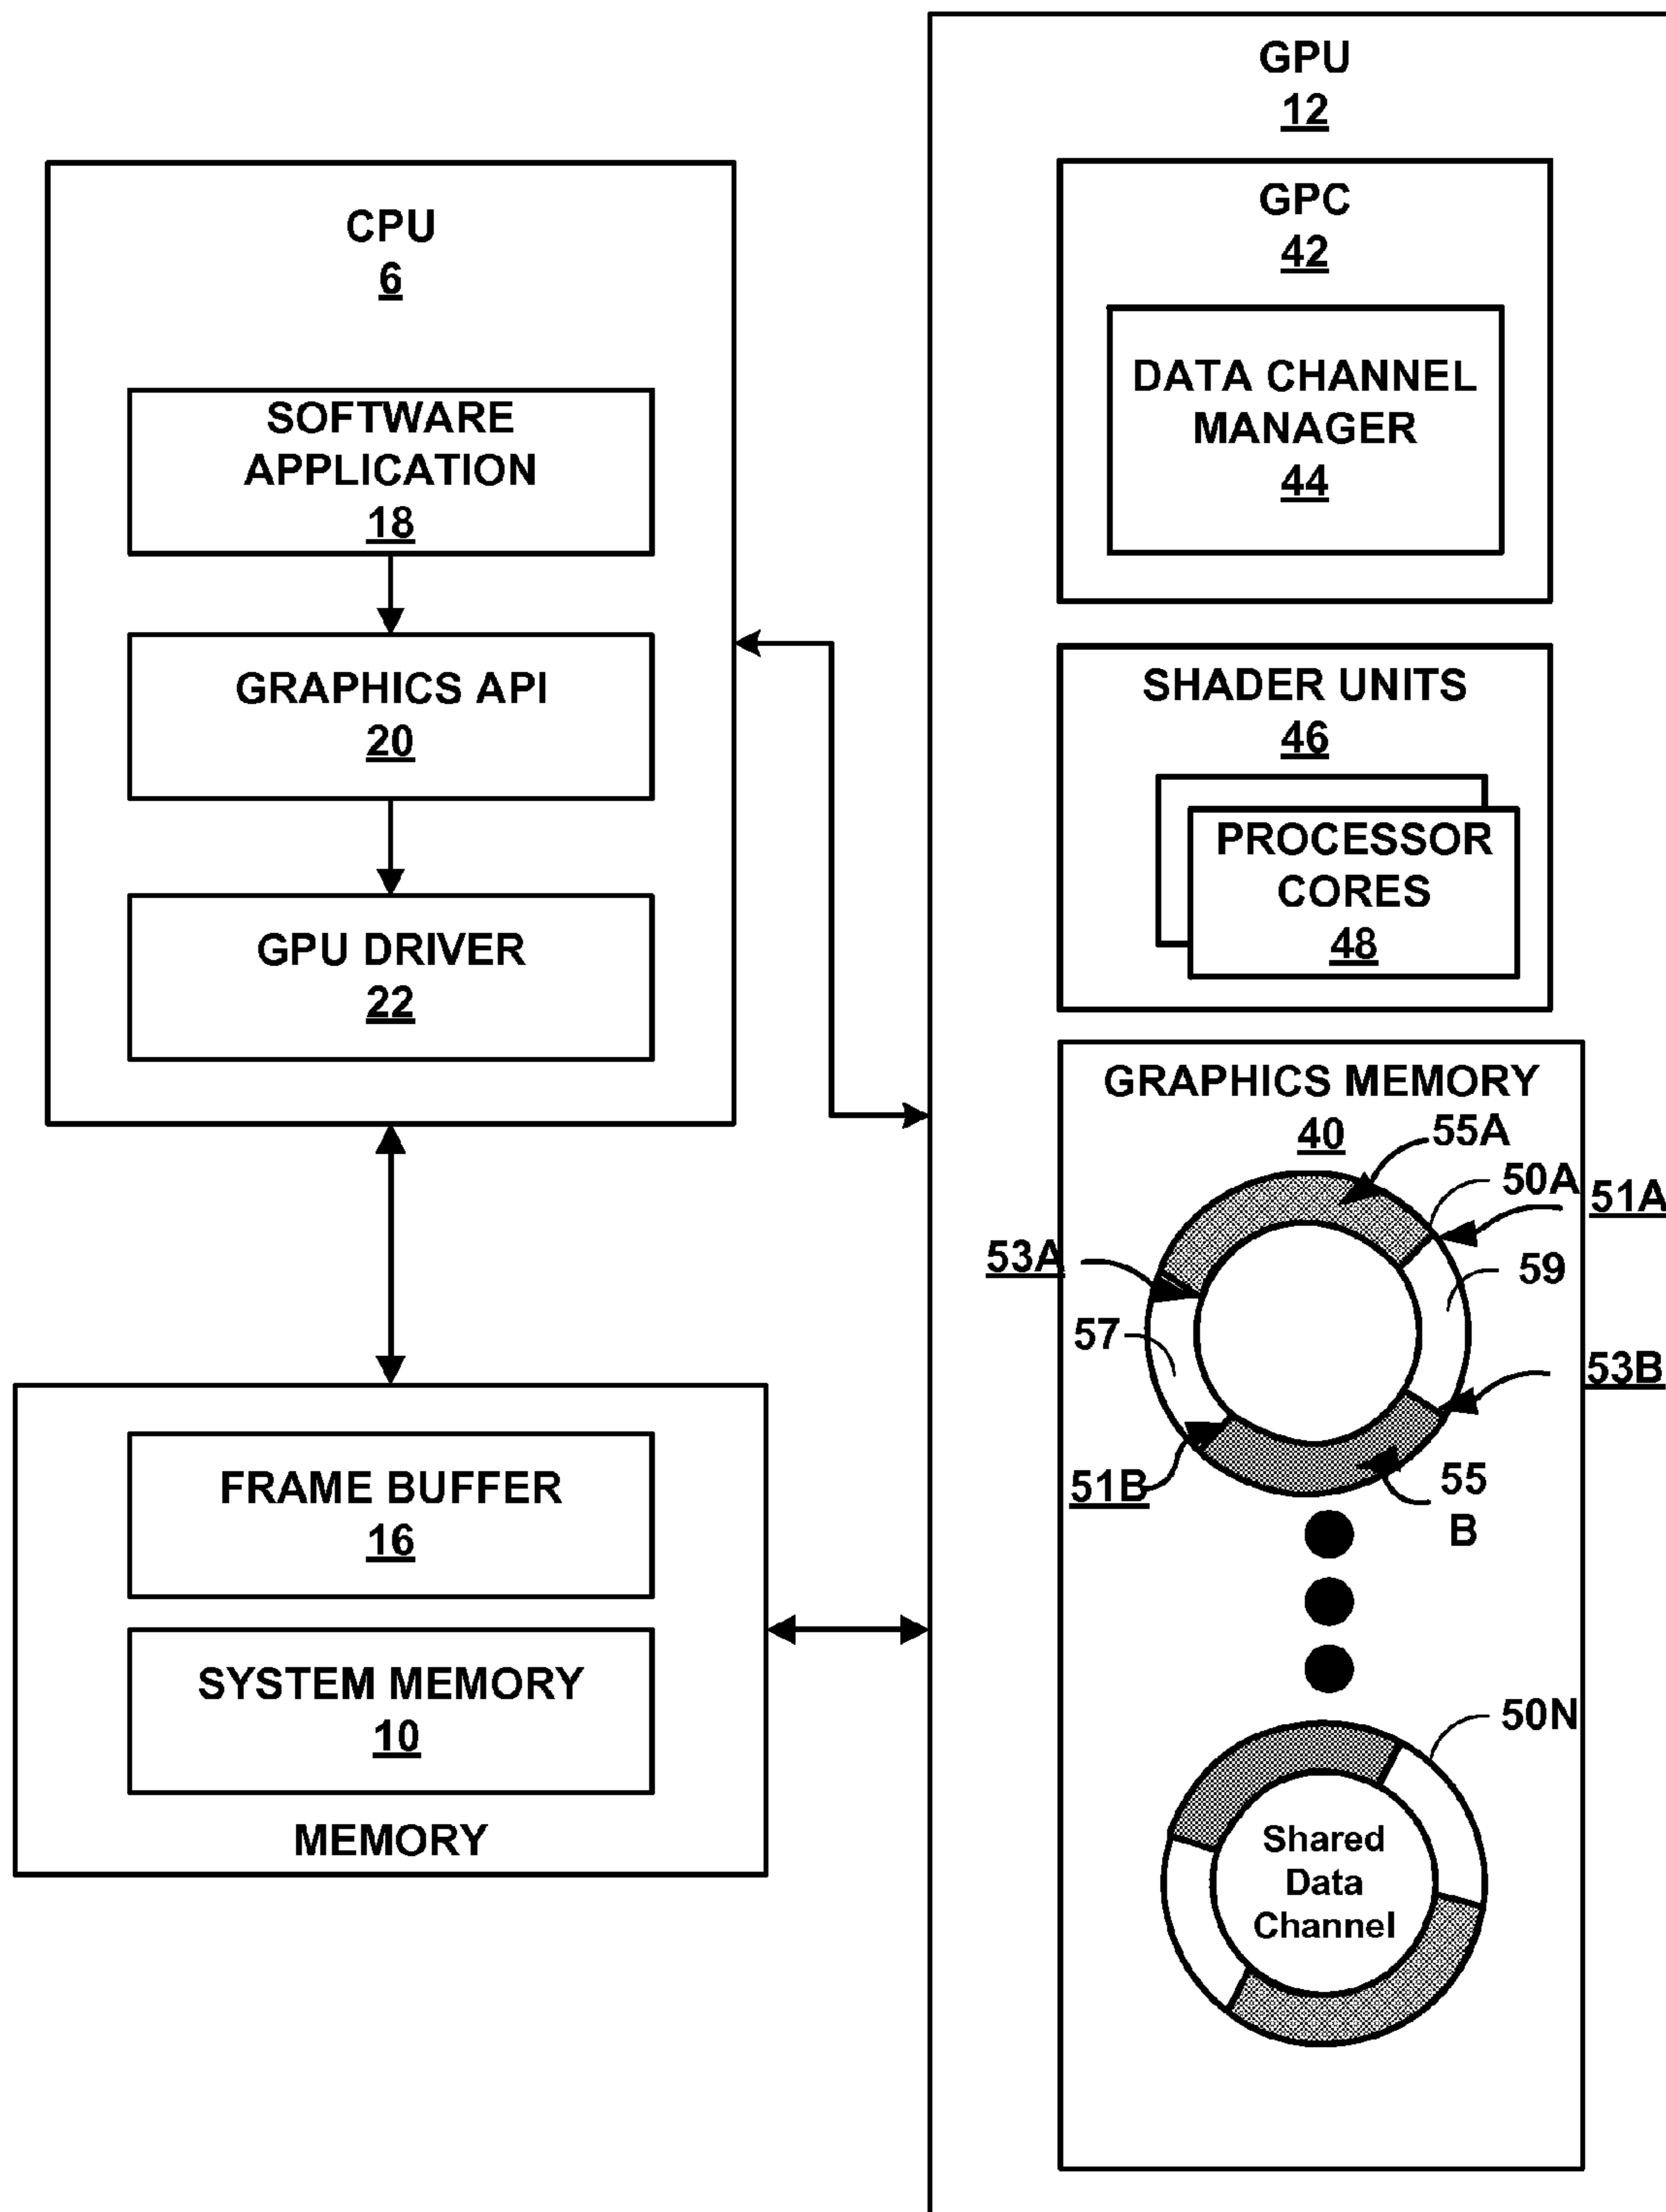 CPU
6
SOFTWARE
APPLICATION
18
GRAPHICS API
20
GPU DRIVER
22
FRAME BUFFER
16
SYSTEM MEMORY
10
MEMORY
GPU
12
GPC
42
DATA CHANNEL
MANAGER
44
SHADER UNITS
46
PROCESSOR
CORES
48
GRAPHICS MEMORY
40
55A
50A
51A
53A
59
57
53B
51B
55
B
50N
Shared
Data
Channel